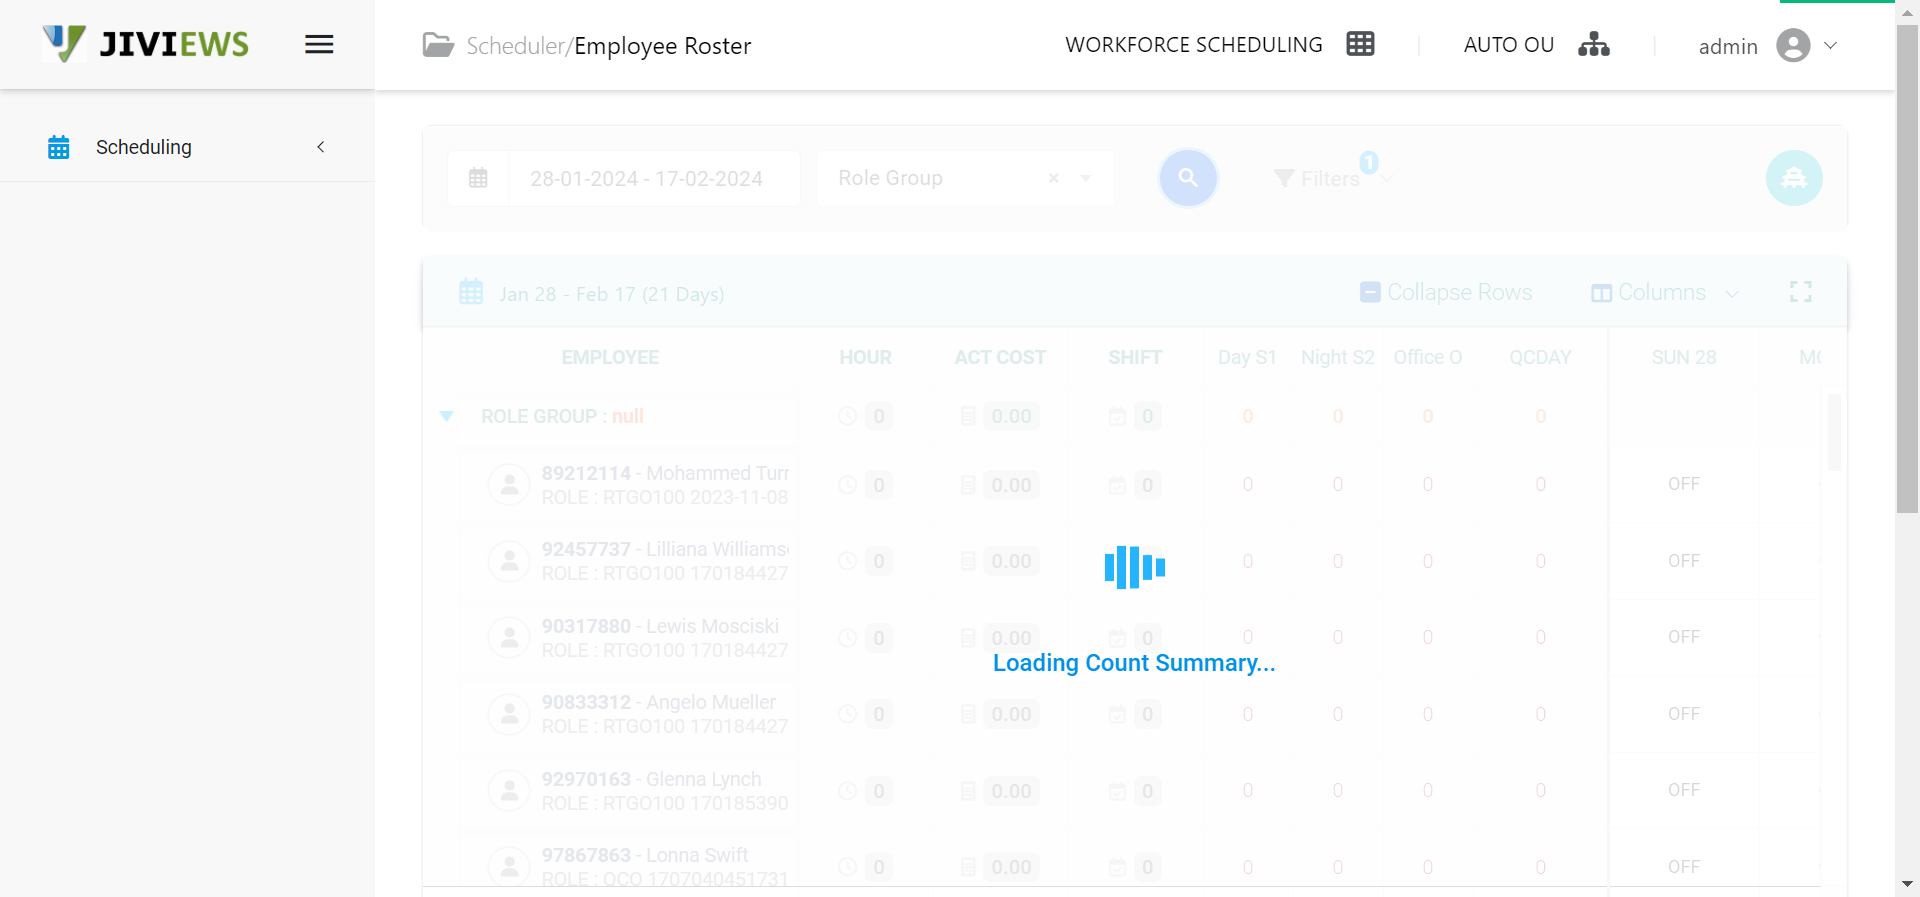 JIVIEWS
Scheduler/Employee Roster
WORKFORCE SCHEDULING
AUTO OU
admin
Scheduling
28-01-2024 - 17-02-2024
Role Group
×
Filters
1
Jan 28 - Feb 17 (21 Days)
Collapse Rows
Columns
EMPLOYEE HOUR ACT COST SHIFT Day S1 Night S2 Office O QCDAY SUN 28
ROLE GROUP : null 0 0.00 0 0 0 0 0
89212114 - Mohammed Turr
ROLE : RTGO100 2023-11-08
0 0.00 0 0 0 0 0 OFF
92457737 - Lilliana Williams
ROLE : RTGO100 170184427
0 0.00 0 0 0 0 0 OFF
90317880 - Lewis Mosciski
ROLE : RTGO100 170184427
0 0.00 0 0 0 0 0 OFF
Loading Count Summary...
90833312 - Angelo Mueller
ROLE : RTGO100 170184427
0 0.00 0 0 0 0 0 OFF
92970163 - Glenna Lynch
ROLE : RTGO100 170185390
0 0.00 0 0 0 0 0 OFF
97867863 - Lonna Swift
ROLE : QCO 1707040451731
0 0.00 0 0 0 0 0 OFF